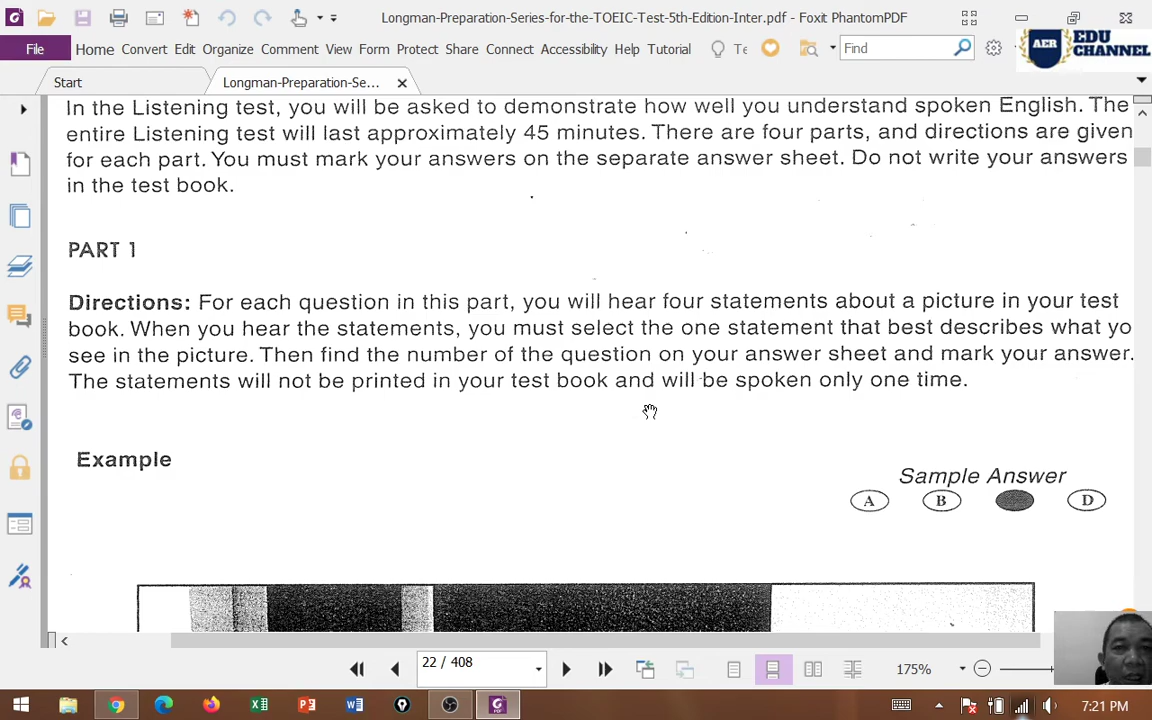 Longman-Preparation-Series-for-the-TOEIC-Test-5th-Edition-Inter.pdf - Foxit PhantomPDF
AER EDU CHANNEL
File Home Convert Edit Organize Comment View Form Protect Share Connect Accessibility Help Foxit Tutorial Te Find
Start Longman-Preparation-Se...
In the Listening test, you will be asked to demonstrate how well you understand spoken English. The
entire Listening test will last approximately 45 minutes. There are four parts, and directions are given
for each part. You must mark your answers on the separate answer sheet. Do not write your answers
in the test book.
PART 1
Directions: For each question in this part, you will hear four statements about a picture in your test
book. When you hear the statements, you must select the one statement that best describes what yo
see in the picture. Then find the number of the question on your answer sheet and mark your answer.
The statements will not be printed in your test book and will be spoken only one time.
Example
Sample Answer
A B D
22 / 408
175%
7:21 PM